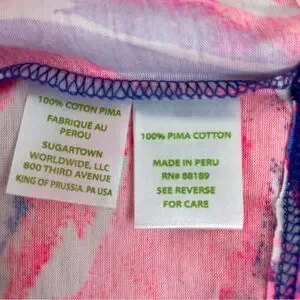 100% COTON PIMA
FABRIQUÉ AU
PEROU
SUGARTOWN
WORLDWIDE, LLC
800 THIRD AVENUE
KING OF PRUSSIA. PA USA
100% PIMA COTTON
MADE IN PERU
RN# 88189
SEE REVERSE
FOR CARE